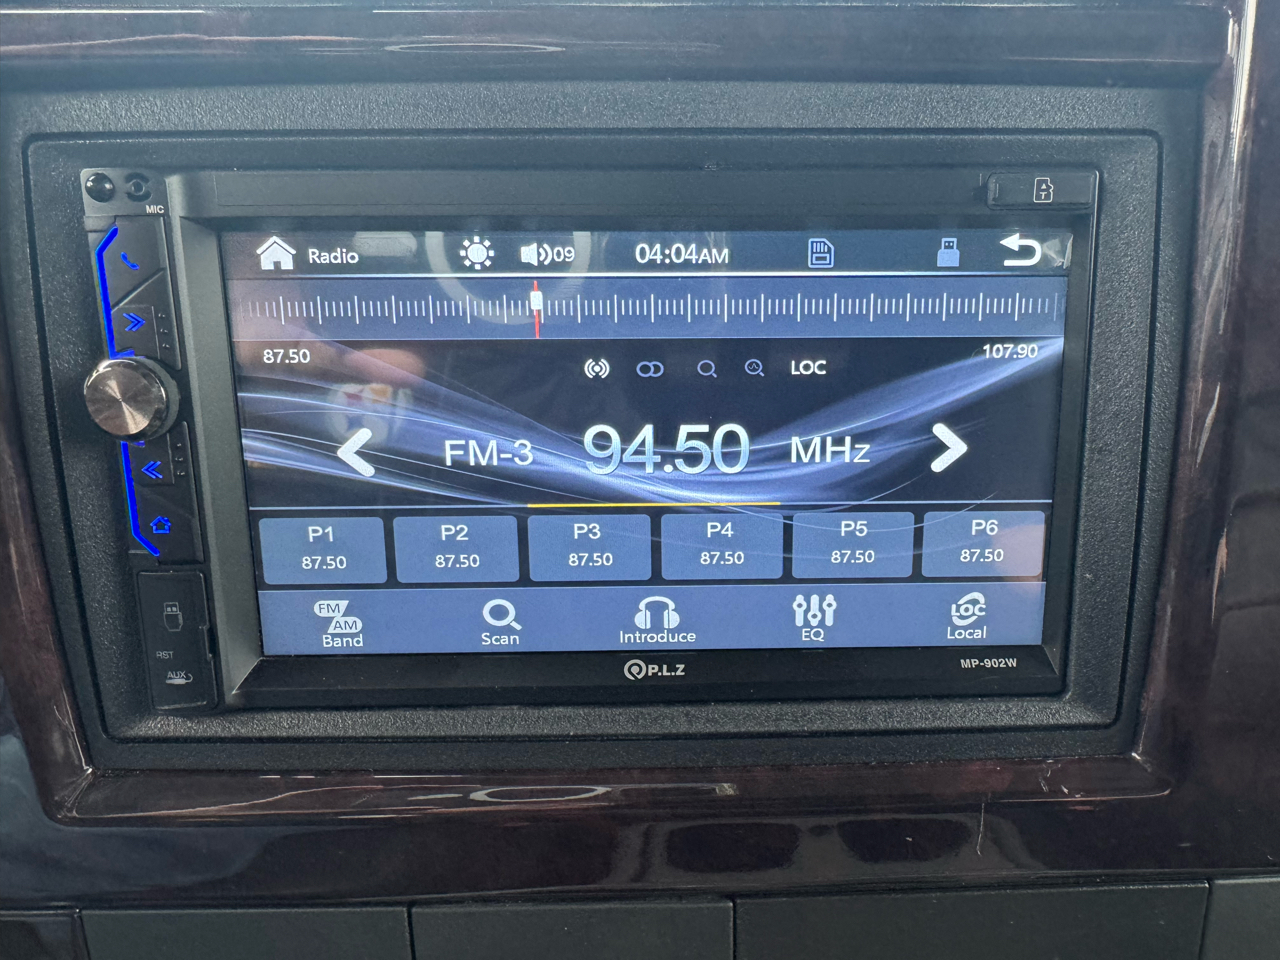 MIC
Radio
09
04:04AM
T
87.50
107.90
LOC
FM-3 94.50 MHz
P1 P2 P3 P4 P5 P6
87.50 87.50 87.50 87.50 87.50 87.50
FM
AM
LOC
Band Scan Introduce EQ Local
RST
AUX
P.L.Z
MP-902W